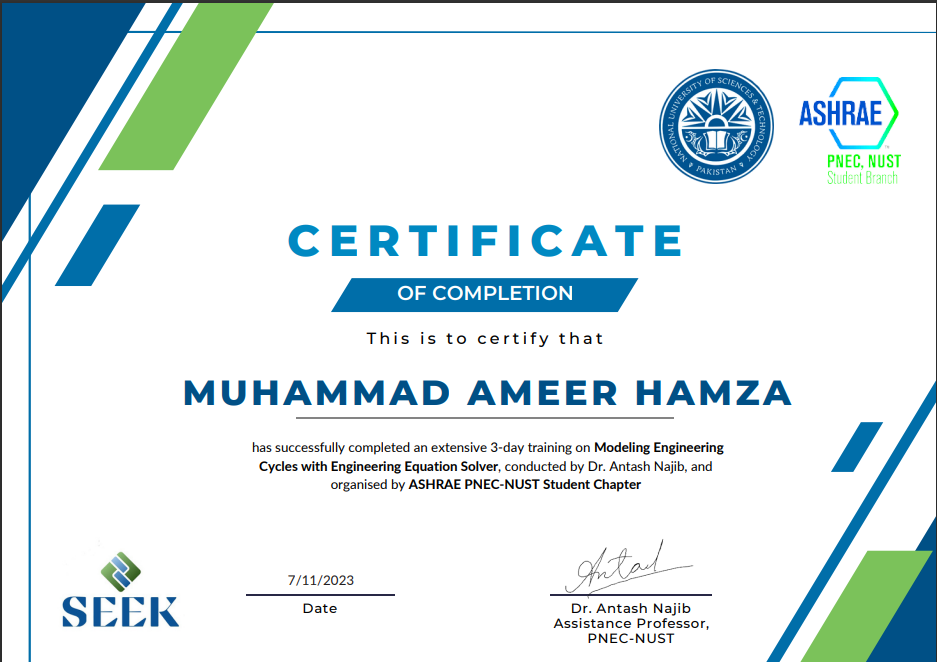 NATIONAL UNIVERSITY OF SCIENCES & TECHNOLOGY
PAKISTAN
ASHRAE
PNEC, NUST
Student Branch
CERTIFICATE
OF COMPLETION
This is to certify that
MUHAMMAD AMEER HAMZA
has successfully completed an extensive 3-day training on Modeling Engineering
Cycles with Engineering Equation Solver, conducted by Dr. Antash Najib, and
organised by ASHRAE PNEC-NUST Student Chapter
SEEK
7/11/2023
Date
Antash
Dr. Antash Najib
Assistance Professor,
PNEC-NUST